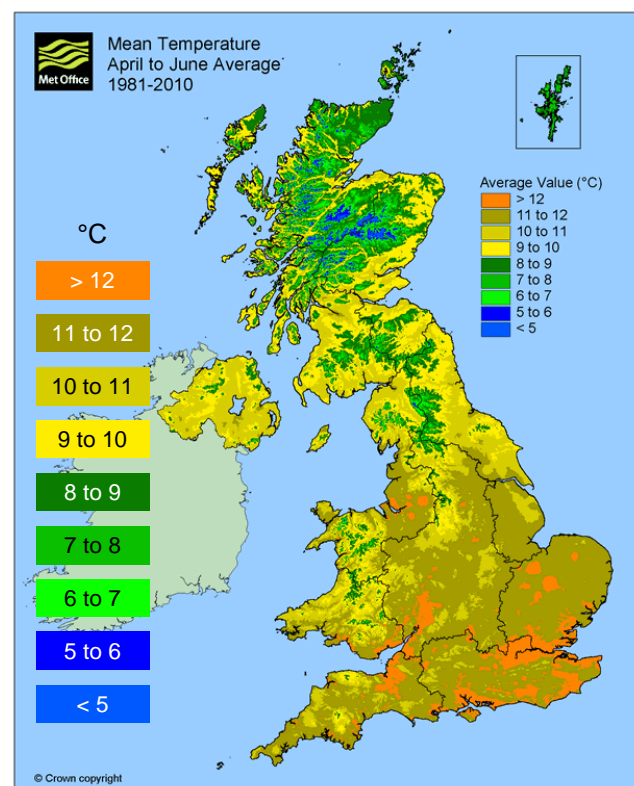 Met Office
Mean Temperature
April to June Average
1981-2010
°C
> 12
11 to 12
10 to 11
9 to 10
8 to 9
7 to 8
6 to 7
5 to 6
< 5
Average Value (°C)
> 12
11 to 12
10 to 11
9 to 10
8 to 9
7 to 8
6 to 7
5 to 6
< 5
© Crown copyright